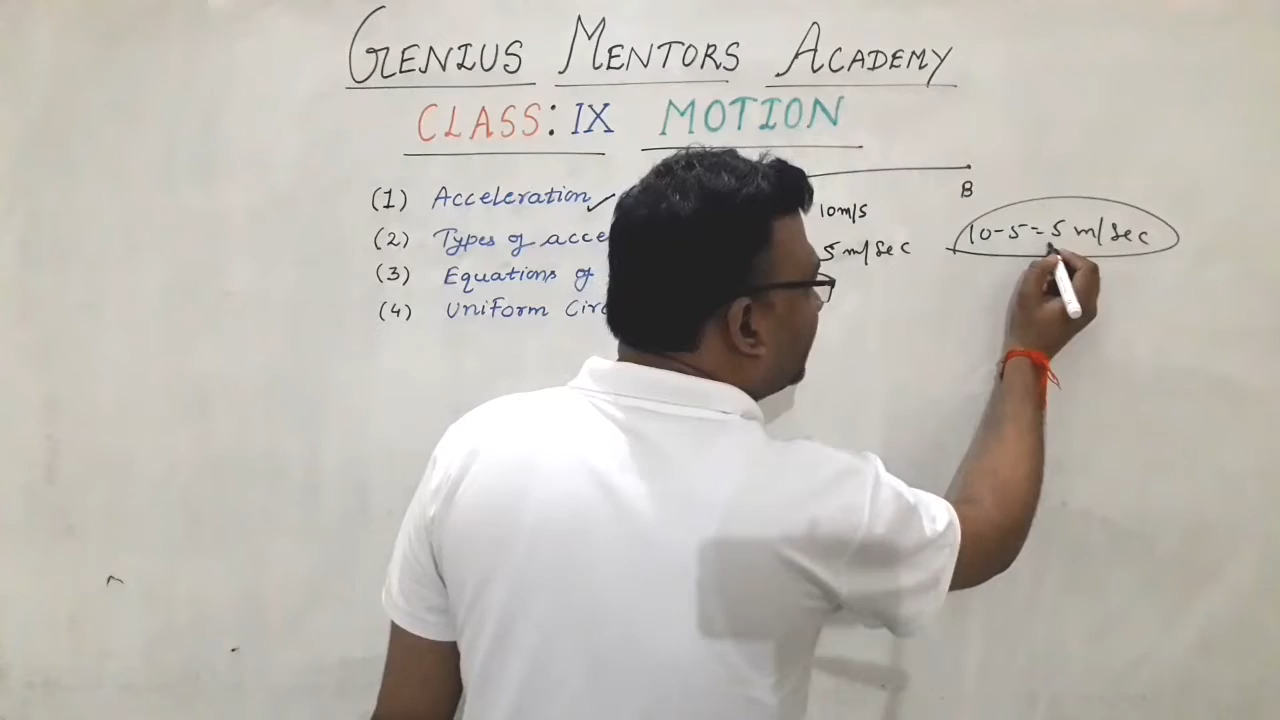 GENIUS MENTORS ACADEMY
CLASS: IX MOTION
(1) Acceleration
(2) Types of acce
(3) Equations of
(4) Uniform Circ
B
10m/s
5 m/sec
10-5=5 m/sec